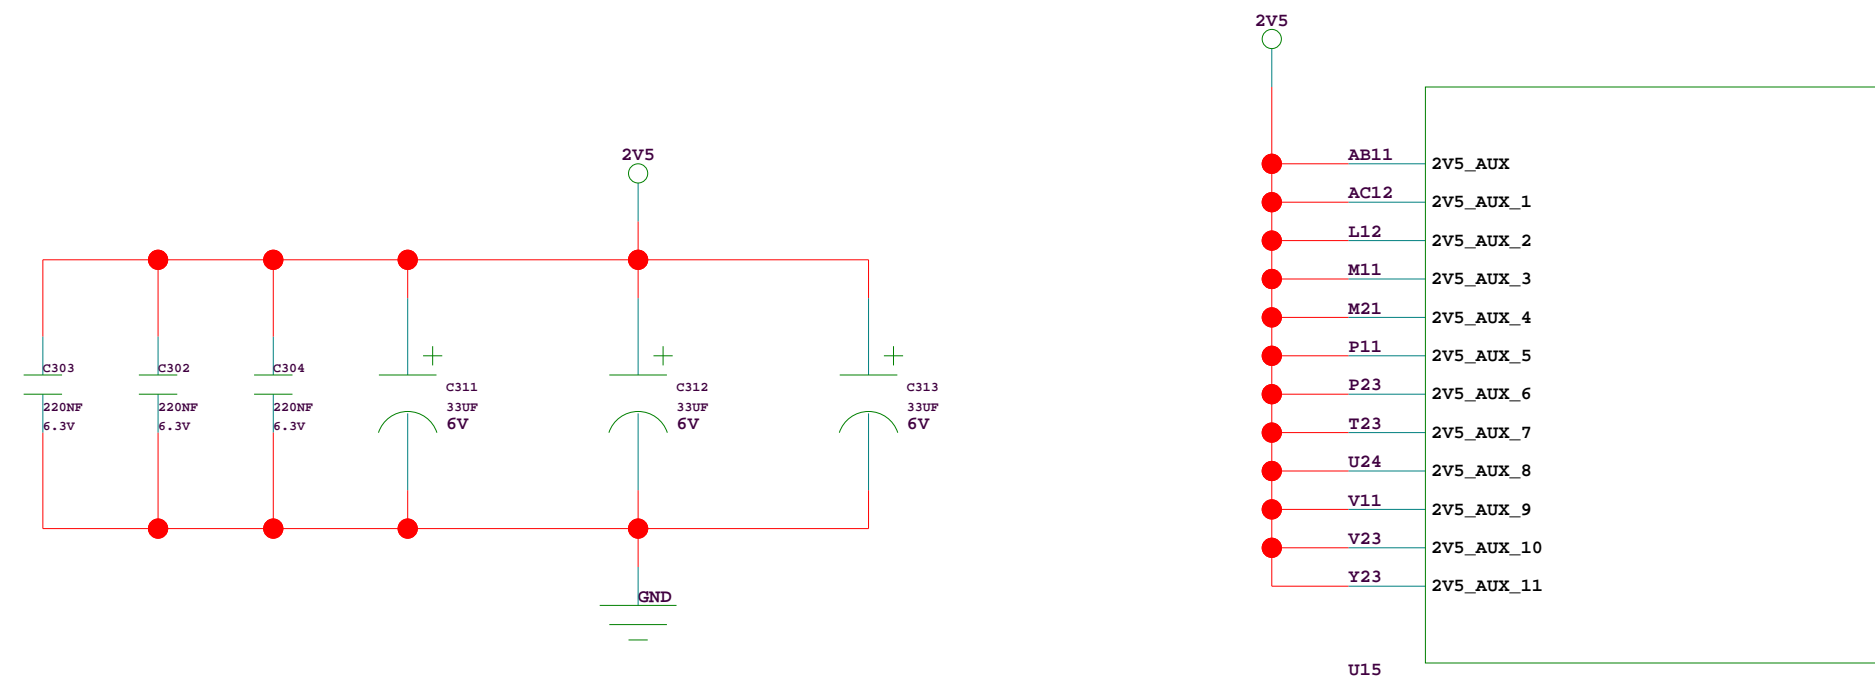 2V5
2V5
C303
220NF
6.3V
C302
220NF
6.3V
C304
220NF
6.3V
C311
33UF
6V
C312
33UF
6V
C313
33UF
6V
GND
AB11 2V5_AUX
AC12 2V5_AUX_1
L12 2V5_AUX_2
M11 2V5_AUX_3
M21 2V5_AUX_4
P11 2V5_AUX_5
P23 2V5_AUX_6
T23 2V5_AUX_7
U24 2V5_AUX_8
V11 2V5_AUX_9
V23 2V5_AUX_10
Y23 2V5_AUX_11
U15